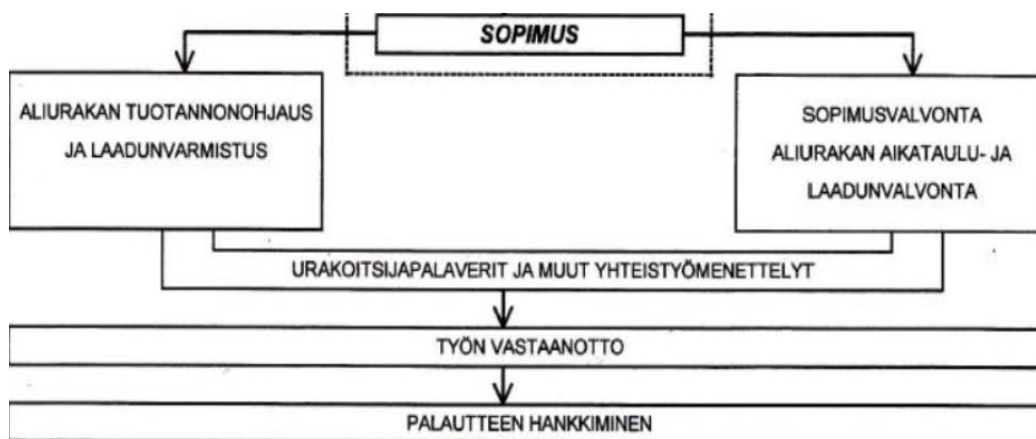 SOPIMUS
ALIURAKAN TUOTANNONOHJAUS
JA LAADUNVARMISTUS
SOPIMUSVALVONTA
ALIURAKAN AIKATAULU- JA
LAADUNVALVONTA
URAKOITSIJAPALAVERIT JA MUUT YHTEISTYÖMENETTELYT
TYÖN VASTAANOTTO
PALAUTTEEN HANKKIMINEN